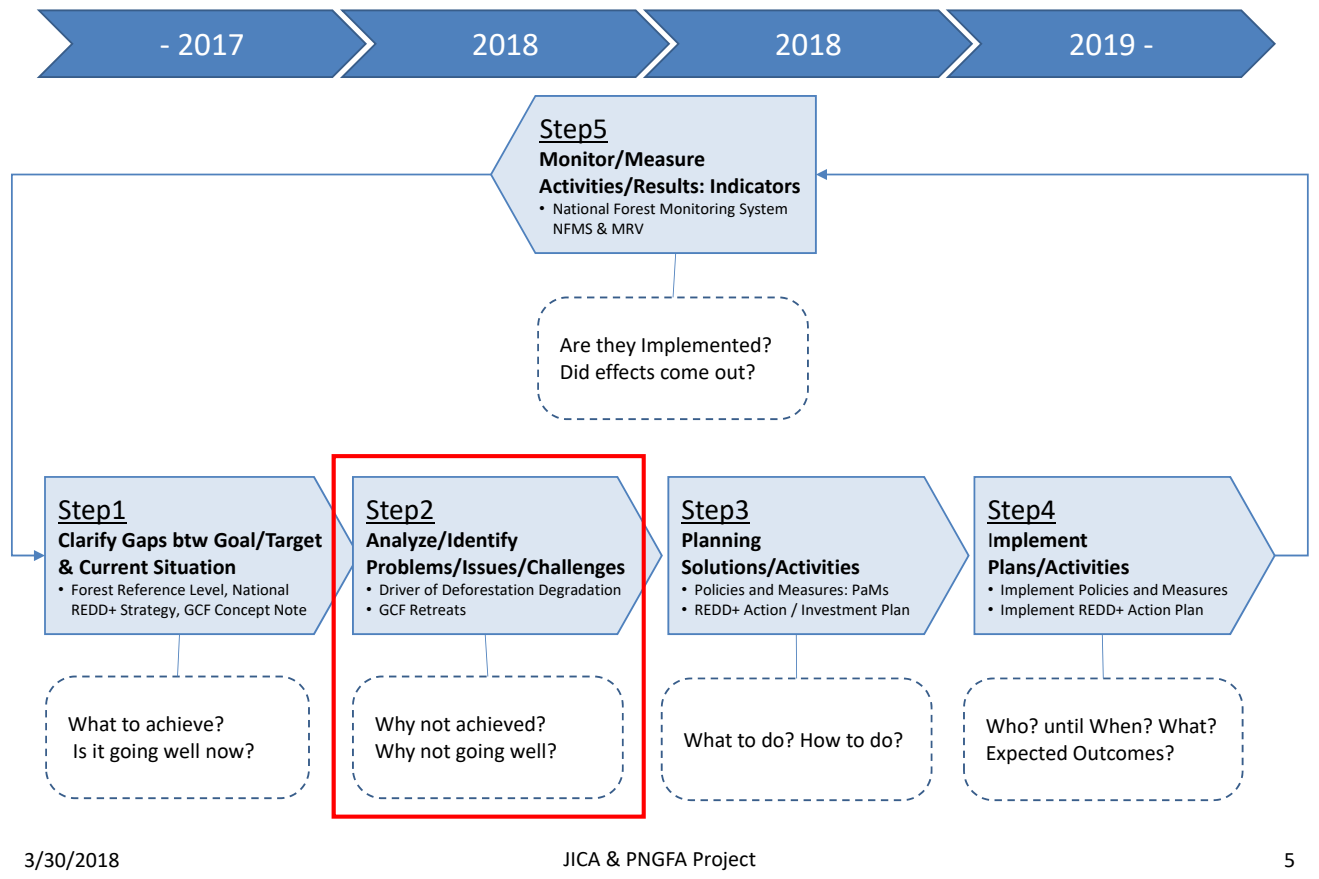 - 2017
2018
2018
2019 -
Step5
Monitor/Measure
Activities/Results: Indicators
• National Forest Monitoring System
NFMS & MRV
Are they Implemented?
Did effects come out?
Step1
Clarify Gaps btw Goal/Target
& Current Situation
• Forest Reference Level, National
REDD+ Strategy, GCF Concept Note
What to achieve?
Is it going well now?
Step2
Analyze/Identify
Problems/Issues/Challenges
• Driver of Deforestation Degradation
• GCF Retreats
Why not achieved?
Why not going well?
Step3
Planning
Solutions/Activities
• Policies and Measures: PaMs
• REDD+ Action / Investment Plan
What to do? How to do?
Step4
Implement
Plans/Activities
• Implement Policies and Measures
• Implement REDD+ Action Plan
Who? until When? What?
Expected Outcomes?
3/30/2018
JICA & PNGFA Project
5